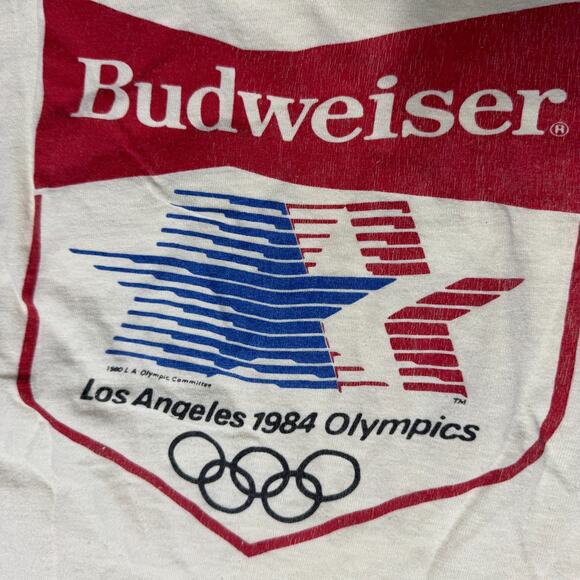 Budweiser®
1980 L.A. Olympic Committee
TM
Los Angeles 1984 Olympics